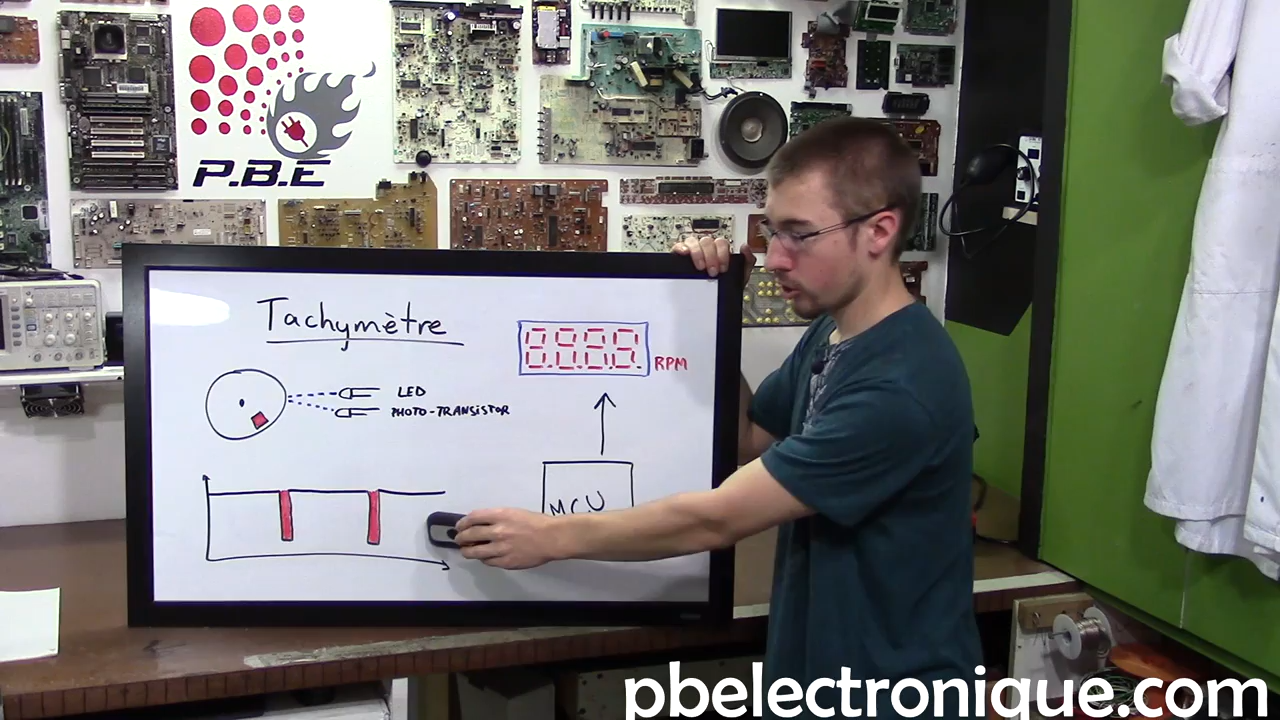 P.B.E
Tachymètre
8.8.8.8.
RPM
LED
PHOTO-TRANSISTOR
MCU
pbelectronique.com